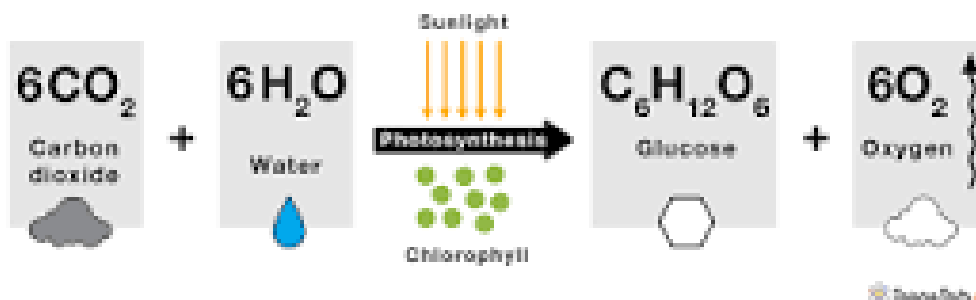 Sunlight
6CO₂ + 6H₂O Photosynthesis C₆H₁₂O₆ + 6O₂
Carbon dioxide
Water
Glucose
Oxygen
Chlorophyll